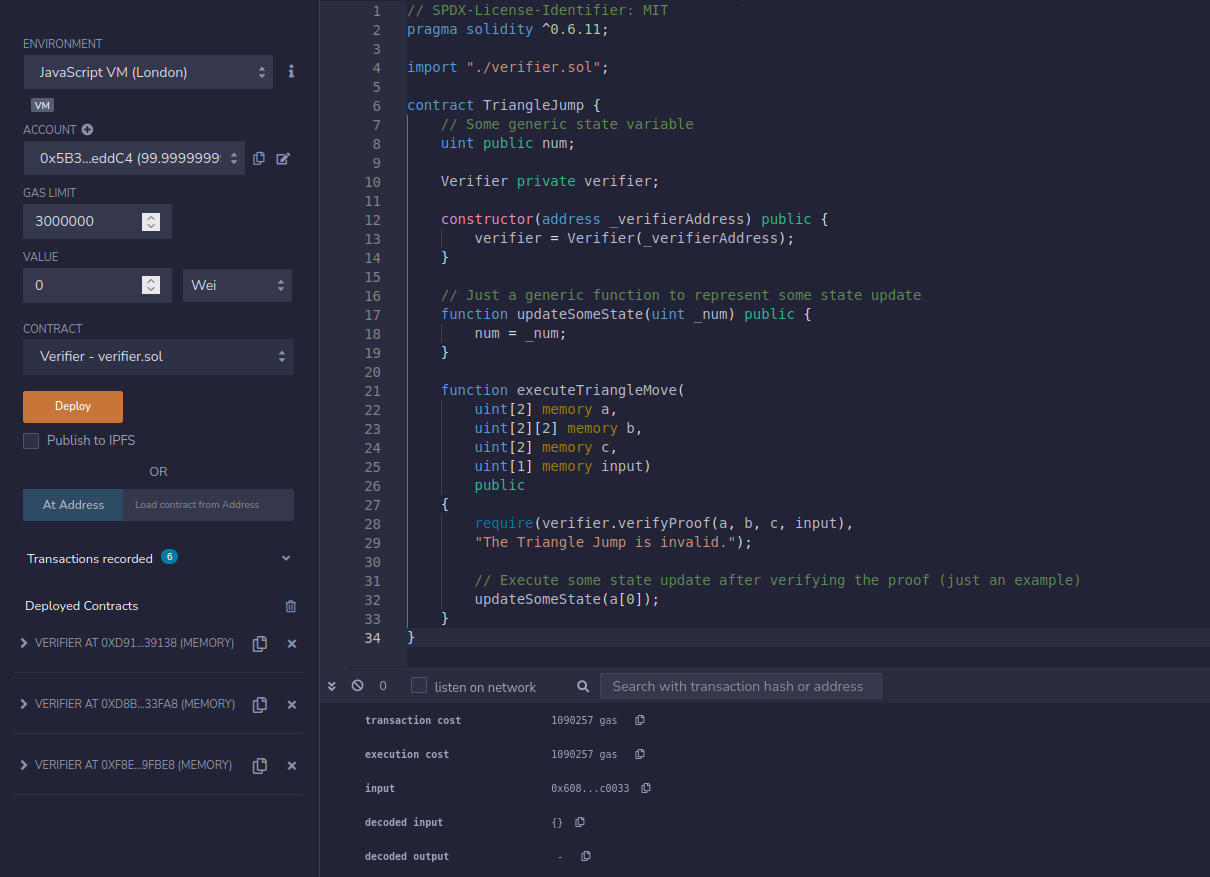 ENVIRONMENT
JavaScript VM (London)
VM
ACCOUNT
0x5B3...eddC4 (99.9999999
GAS LIMIT
3000000
VALUE
0
Wei
CONTRACT
Verifier - verifier.sol
Deploy
Publish to IPFS
OR
At Address
Load contract from Address
Transactions recorded 6
Deployed Contracts
VERIFIER AT 0XD91...39138 (MEMORY)
VERIFIER AT 0XD8B...33FA8 (MEMORY)
VERIFIER AT 0XF8E...9FBE8 (MEMORY)
1 // SPDX-License-Identifier: MIT
2 pragma solidity ^0.6.11;
3
4 import "./verifier.sol";
5
6 contract TriangleJump {
7 // Some generic state variable
8 uint public num;
9
10 Verifier private verifier;
11
12 constructor(address _verifierAddress) public {
13 verifier = Verifier(_verifierAddress);
14 }
15
16 // Just a generic function to represent some state update
17 function updateSomeState(uint _num) public {
18 num = _num;
19 }
20
21 function executeTriangleMove(
22 uint[2] memory a,
23 uint[2][2] memory b,
24 uint[2] memory c,
25 uint[1] memory input)
26 public
27 {
28 require(verifier.verifyProof(a, b, c, input),
29 "The Triangle Jump is invalid.");
30
31 // Execute some state update after verifying the proof (just an example)
32 updateSomeState(a[0]);
33 }
34 }
0
listen on network
Search with transaction hash or address
transaction cost 1090257 gas
execution cost 1090257 gas
input 0x608...c0033
decoded input {}
decoded output -